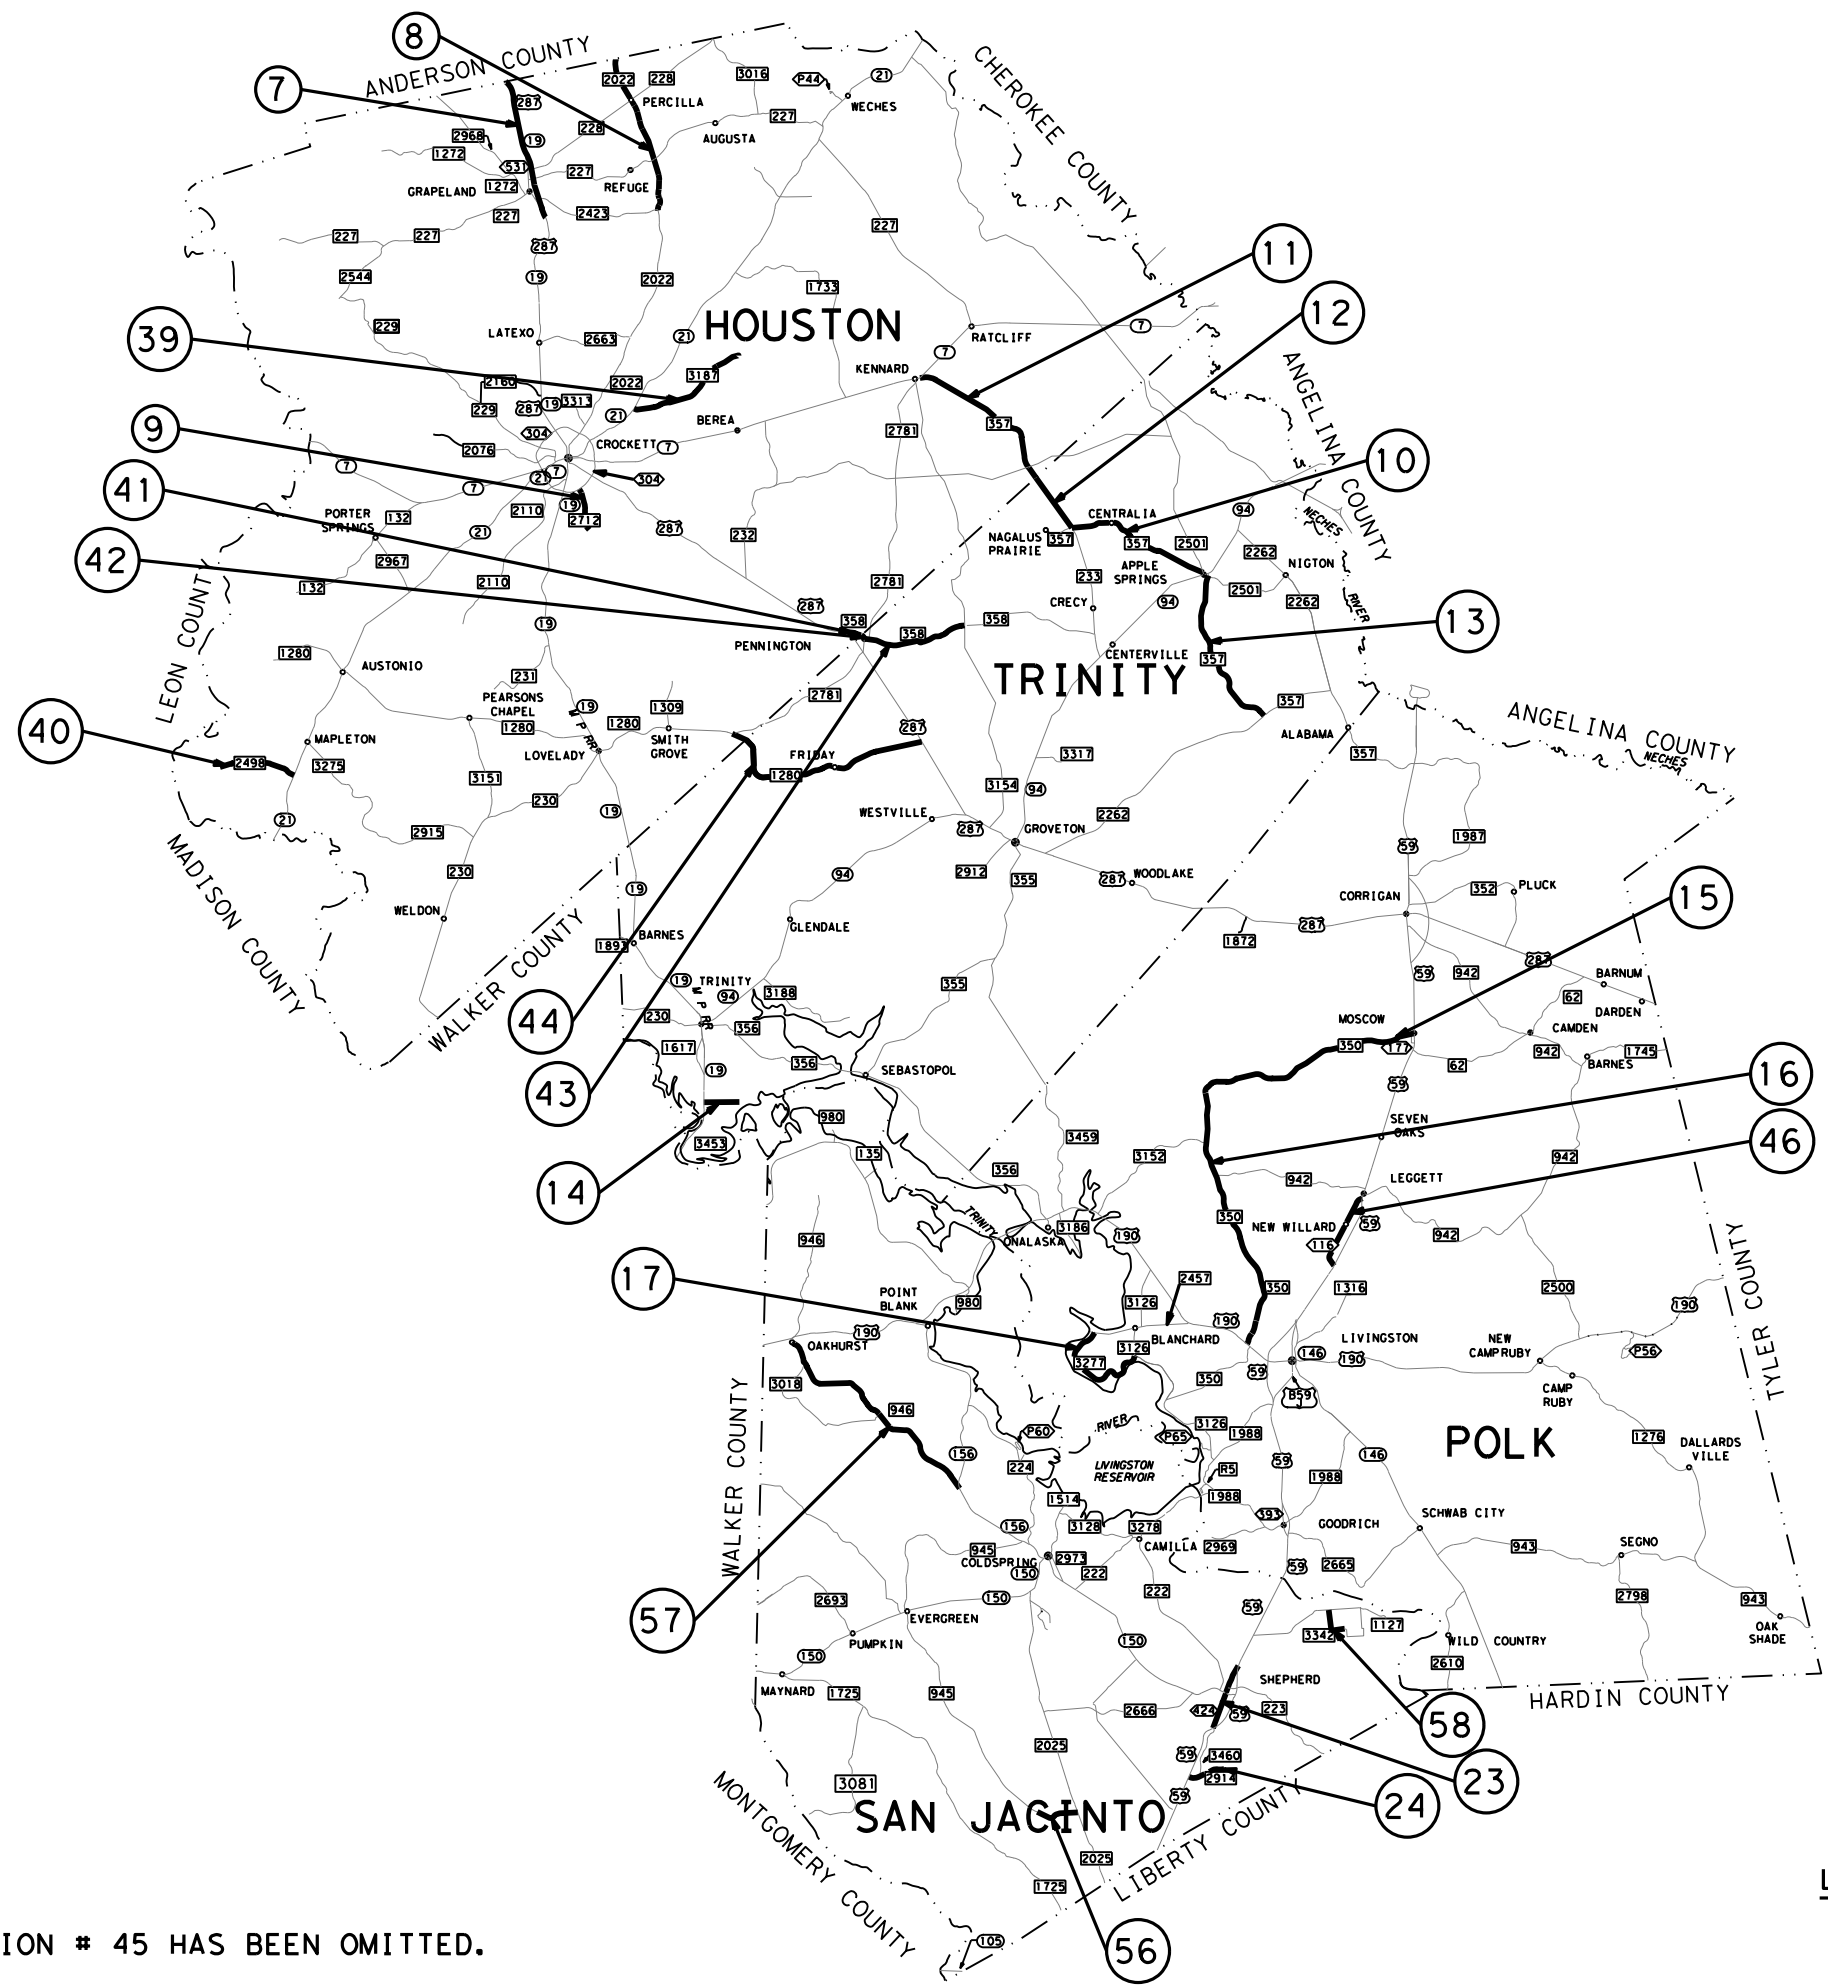 8
7
ANDERSON COUNTY
CHEROKEE COUNTY
2022
228
3016
P44
21
287
PERCILLA
WECHES
2968
228
19
AUGUSTA
227
1272
531
227
GRAPELAND
1272
REFUGE
227
2423
227
227
227
287
2544
19
2022
1733
11
12
39
229
HOUSTON
LATEXO
2663
21
RATCLIFF
7
7
KENNARD
ANGELINA COUNTY
2160
2022
3187
229
287
19
3313
21
BEREA
357
9
304
CROCKETT
7
2781
2076
7
10
7
21
7
304
41
19
PORTER
SPRINGS
132
2110
2712
287
232
94
CENTRALIA
NECHES
21
NAGALUS
PRAIRIE
357
357
2501
2262
42
2967
APPLE
SPRINGS
NIGTON
132
2110
2781
233
2501
CRECY
94
2262
RIVER
287
358
358
358
13
19
PENNINGTON
LEON COUNTY
1280
AUSTONIO
CENTERVILLE
357
231
TRINITY
2781
357
PEARSONS
CHAPEL
19
1309
40
1280
M P RR
1280
287
ANGELINA COUNTY
MAPLETON
SMITH
GROVE
ALABAMA
2498
3275
LOVELADY
FRIDAY
3317
357
NECHES
3151
1280
3154
94
230
19
21
WESTVILLE
287
GROVETON
2262
2915
MADISON COUNTY
59
1987
230
94
2912
355
287
WOODLAKE
352
PLUCK
19
CORRIGAN
15
WELDON
GLENDALE
287
1893
BARNES
1872
WALKER COUNTY
287
19
TRINITY
355
59
942
BARNUM
94
3188
62
44
230
M P RR
356
MOSCOW
DARDEN
CAMDEN
1617
350
177
942
1745
356
62
BARNES
19
SEBASTOPOL
16
43
59
980
SEVEN
OAKS
3453
3459
46
135
3152
942
14
356
942
LEGGETT
TRINITY
350
946
3186
NEW WILLARD
59
ONALASKA
190
116
942
TYLER COUNTY
17
2457
350
1316
2500
POINT
BLANK
980
3126
190
190
190
BLANCHARD
LIVINGSTON
NEW
CAMPRUBY
OAKHURST
3126
146
190
P56
3277
59
3018
350
B59
CAMP
RUBY
WALKER COUNTY
946
RIVER
3126
P60
P65
1988
POLK
1276
156
59
146
DALLARDS
VILLE
224
LIVINGSTON
RESERVOIR
R5
1988
1514
1988
393
156
3128
3278
GOODRICH
SCHWAB CITY
945
CAMILLA
2969
943
SEGNO
COLDSPRING
2973
150
222
59
2665
222
2693
150
59
2798
943
57
EVERGREEN
1127
OAK
SHADE
PUMPKIN
150
3342
WILD COUNTRY
150
2610
MAYNARD
SHEPHERD
1725
945
HARDIN COUNTY
2666
424
59
223
58
2025
59
3460
3081
2914
23
MONTGOMERY COUNTY
59
24
SAN JACINTO
LIBERTY COUNTY
2025
1725
ION # 45 HAS BEEN OMITTED.
105
56